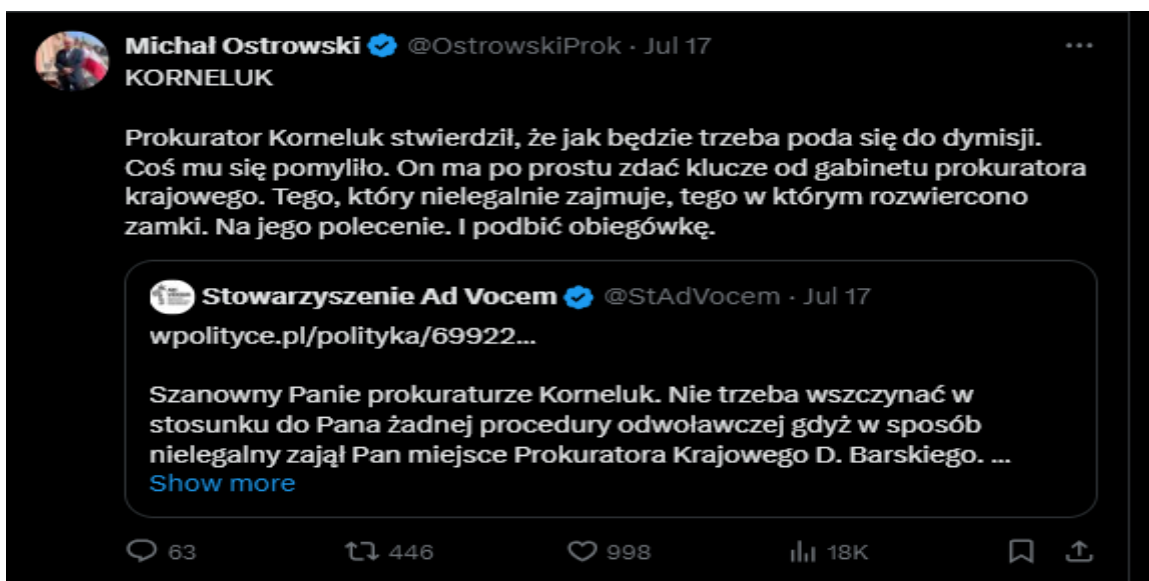 Michał Ostrowski @OstrowskiProk · Jul 17
KORNELUK
Prokurator Korneluk stwierdził, że jak będzie trzeba poda się do dymisji.
Coś mu się pomyliło. On ma po prostu zdać klucze od gabinetu prokuratora
krajowego. Tego, który nielegalnie zajmuje, tego w którym rozwiercono
zamki. Na jego polecenie. I podbić obiegówkę.
Stowarzyszenie Ad Vocem @StAdVocem · Jul 17
wpolityce.pl/polityka/69922...
Szanowny Panie prokuraturze Korneluk. Nie trzeba wszczynać w
stosunku do Pana żadnej procedury odwoławczej gdyż w sposób
nielegalny zajął Pan miejsce Prokuratora Krajowego D. Barskiego. ...
Show more
63 446 998 18K